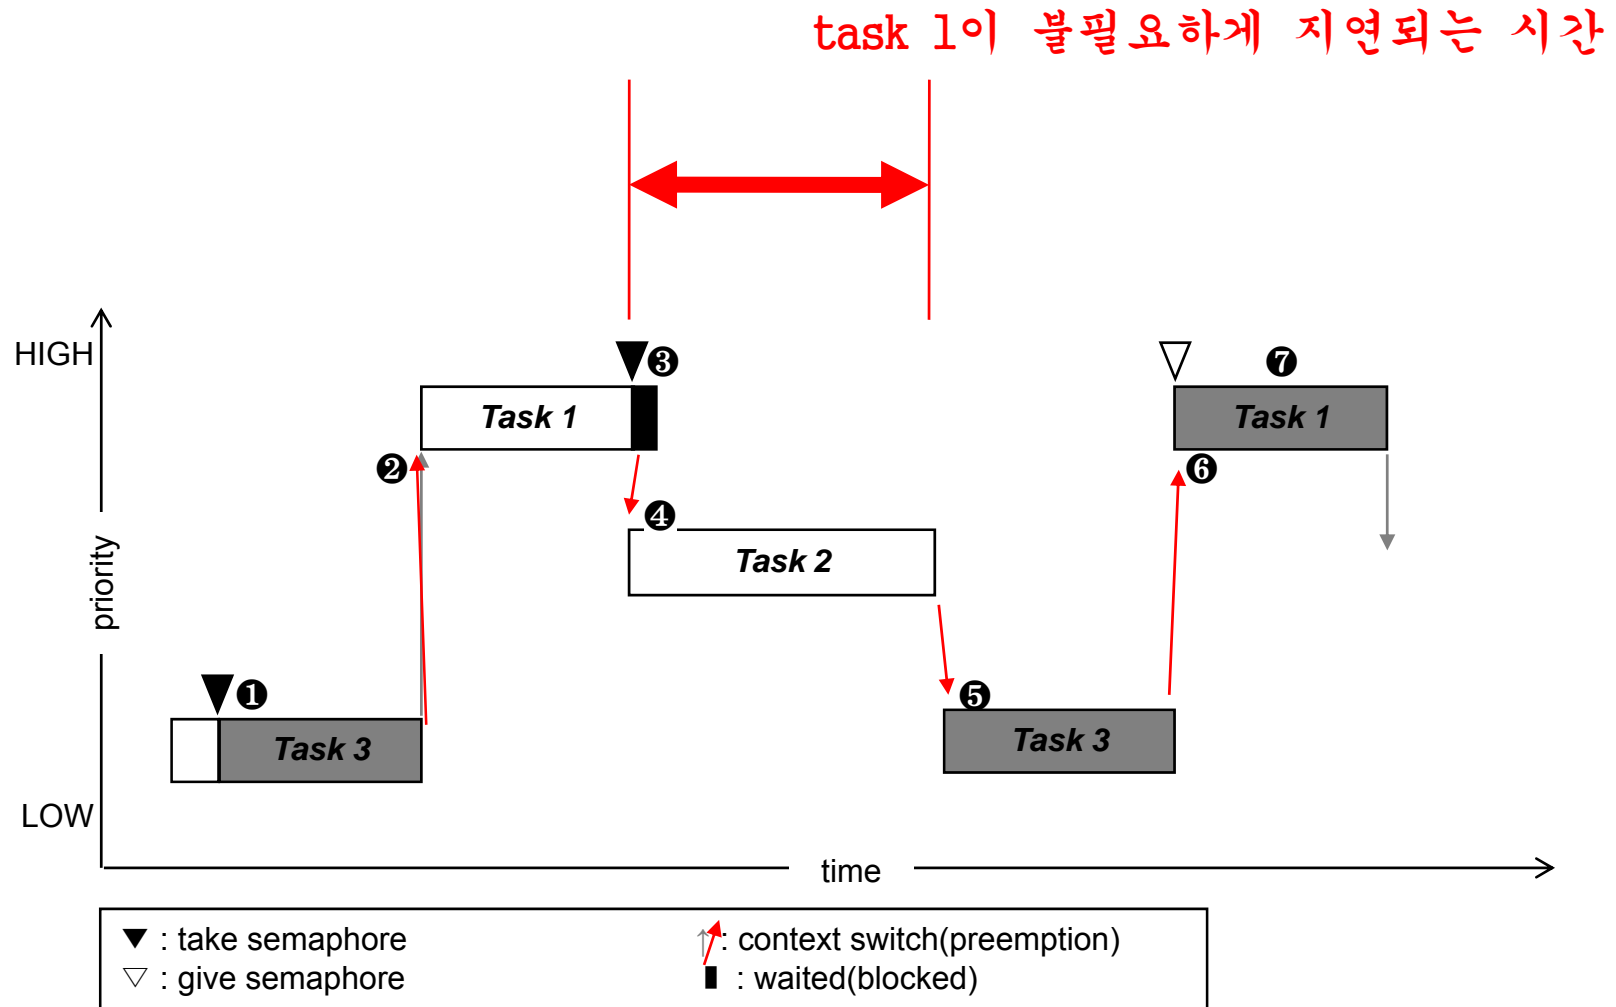 task 1이 불필요하게 지연되는 시간
HIGH
❸
❼
Task 1
Task 1
❷
❻
❹
Task 2
priority
❶
❺
Task 3
Task 3
LOW
time
▼ : take semaphore
: context switch(preemption)
▽ : give semaphore
▮ : waited(blocked)